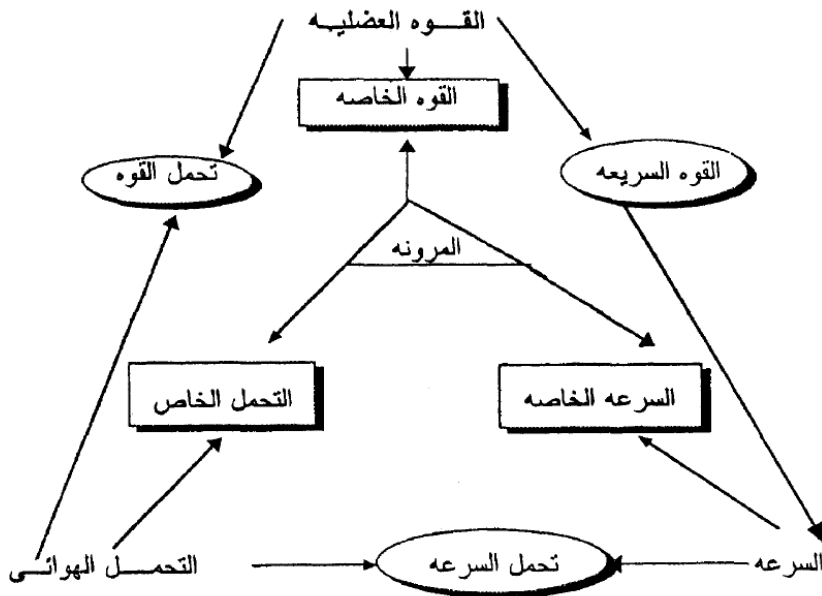 القـــوه العضليـــه
القوه الخاصه
القوه السريعه
تحمل القوه
المرونه
السرعه الخاصه
التحمل الخاص
السرعه
تحمل السرعه
التحمـــل الهوائـــى